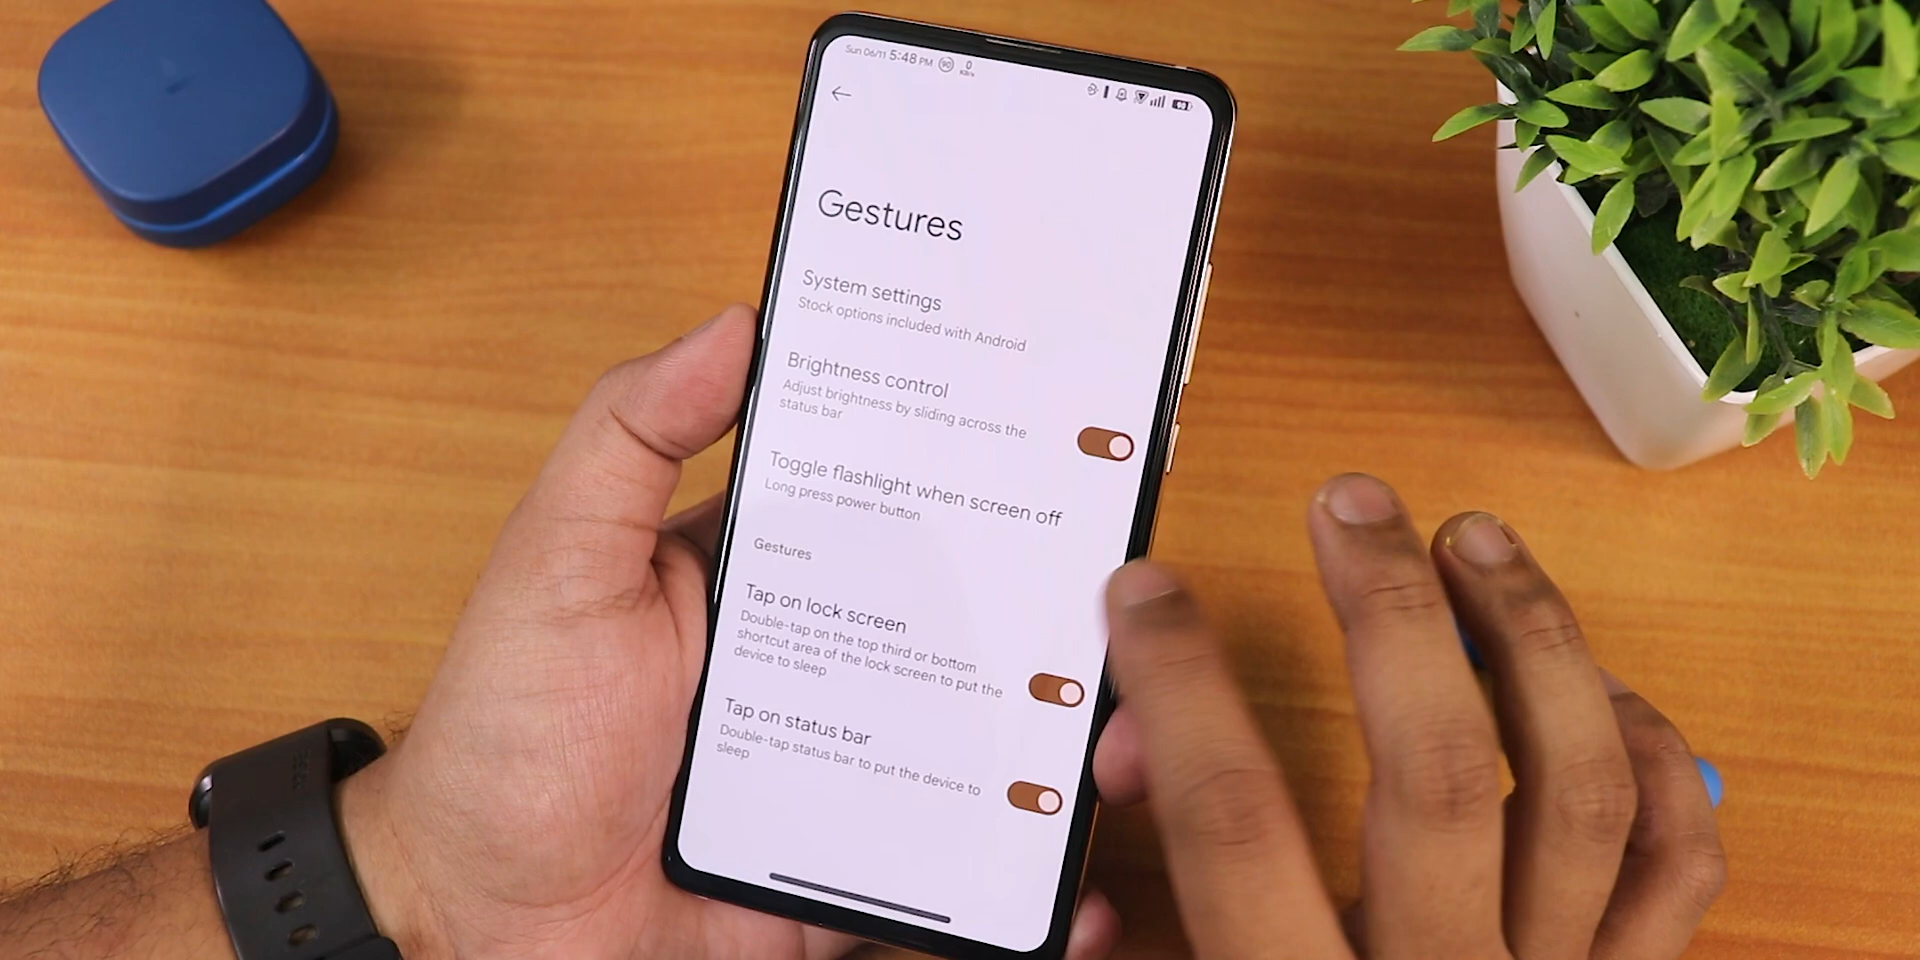 Sun 06/11 5:48 PM 90 0 KB/s
Gestures
System settings
Stock options included with Android
Brightness control
Adjust brightness by sliding across the
status bar
Toggle flashlight when screen off
Long press power button
Gestures
Tap on lock screen
Double-tap on the top third or bottom
shortcut area of the lock screen to put the
device to sleep
Tap on status bar
Double-tap status bar to put the device to
sleep